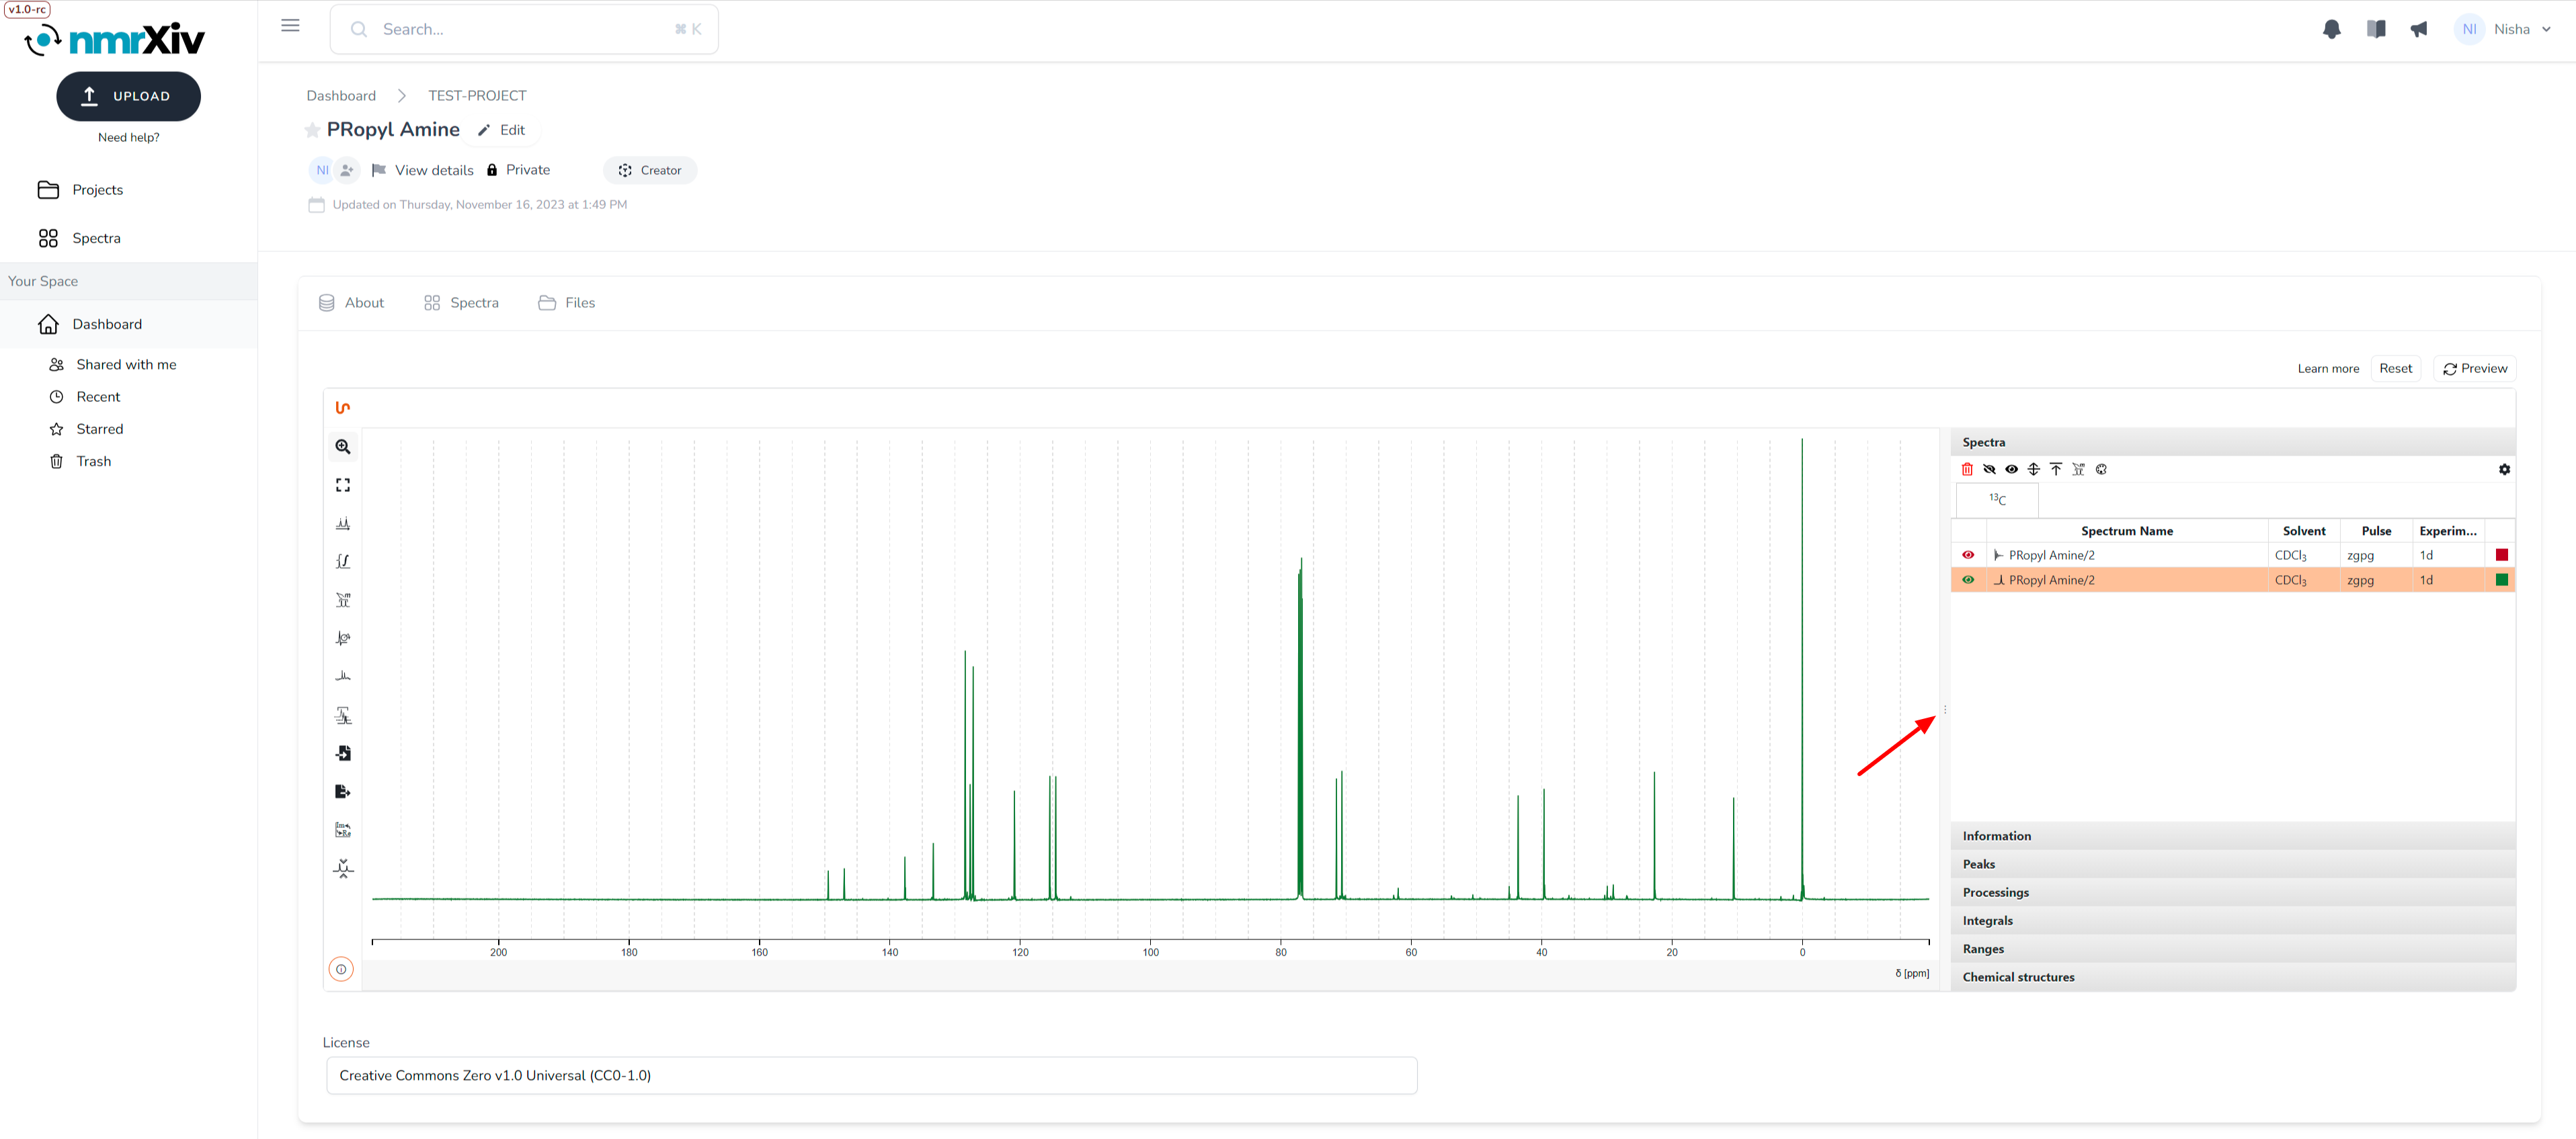 v1.0-rc
nmrXiv
UPLOAD
Need help?
Projects
Spectra
Your Space
Dashboard
Shared with me
Recent
Starred
Trash
Search...
⌘ K
NI Nisha
Dashboard > TEST-PROJECT
PRopyl Amine Edit
NI View details Private Creator
Updated on Thursday, November 16, 2023 at 1:49 PM
About Spectra Files
Learn more Reset Preview
Spectra
¹³C
Spectrum Name Solvent Pulse Experim...
PRopyl Amine/2 CDCl₃ zgpg 1d
PRopyl Amine/2 CDCl₃ zgpg 1d
Information
Peaks
Processings
Integrals
Ranges
Chemical structures
200 180 160 140 120 100 80 60 40 20 0
δ [ppm]
License
Creative Commons Zero v1.0 Universal (CC0-1.0)